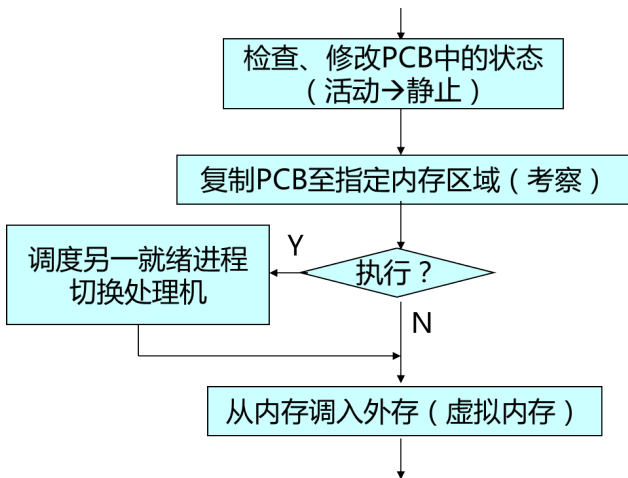 检查、修改PCB中的状态
（活动→静止）
复制PCB至指定内存区域（考察）
Y
调度另一就绪进程
切换处理机
执行？
N
从内存调入外存（虚拟内存）